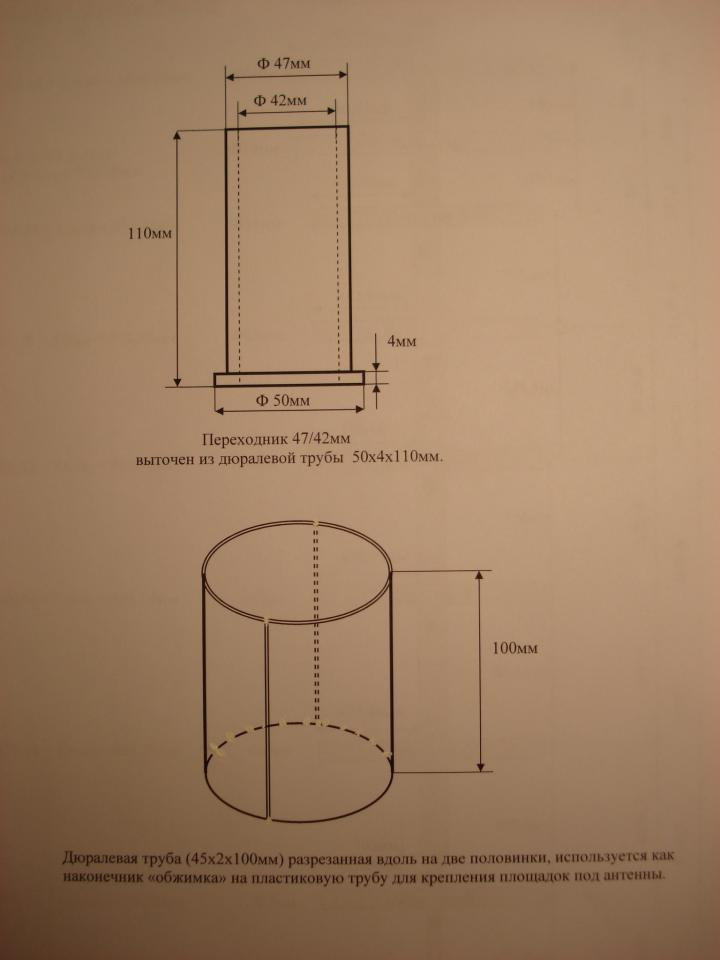 Ф 47мм
Ф 42мм
110мм
4мм
Ф 50мм
Переходник 47/42мм
выточен из дюралевой трубы 50х4х110мм.
100мм
Дюралевая труба (45х2х100мм) разрезанная вдоль на две половинки, используется как
наконечник «обжимка» на пластиковую трубу для крепления площадок под антенны.